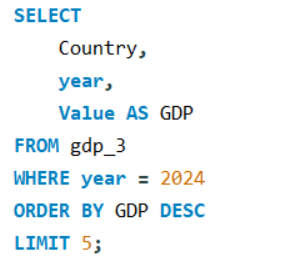 SELECT
    Country,
    year,
    Value AS GDP
FROM gdp_3
WHERE year = 2024
ORDER BY GDP DESC
LIMIT 5;